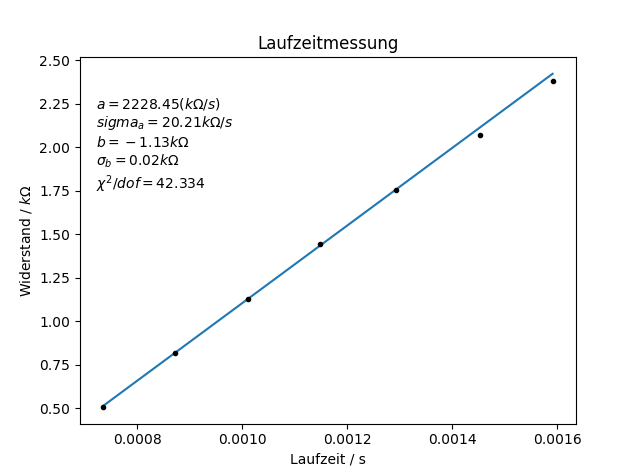 Laufzeitmessung
2.50
2.25
2.00
1.75
1.50
1.25
1.00
0.75
0.50
Widerstand / kΩ
a = 2228.45(kΩ/s)
sigmaₐ = 20.21kΩ/s
b = −1.13kΩ
σ_b = 0.02kΩ
χ²/dof = 42.334
0.0008 0.0010 0.0012 0.0014 0.0016
Laufzeit / s